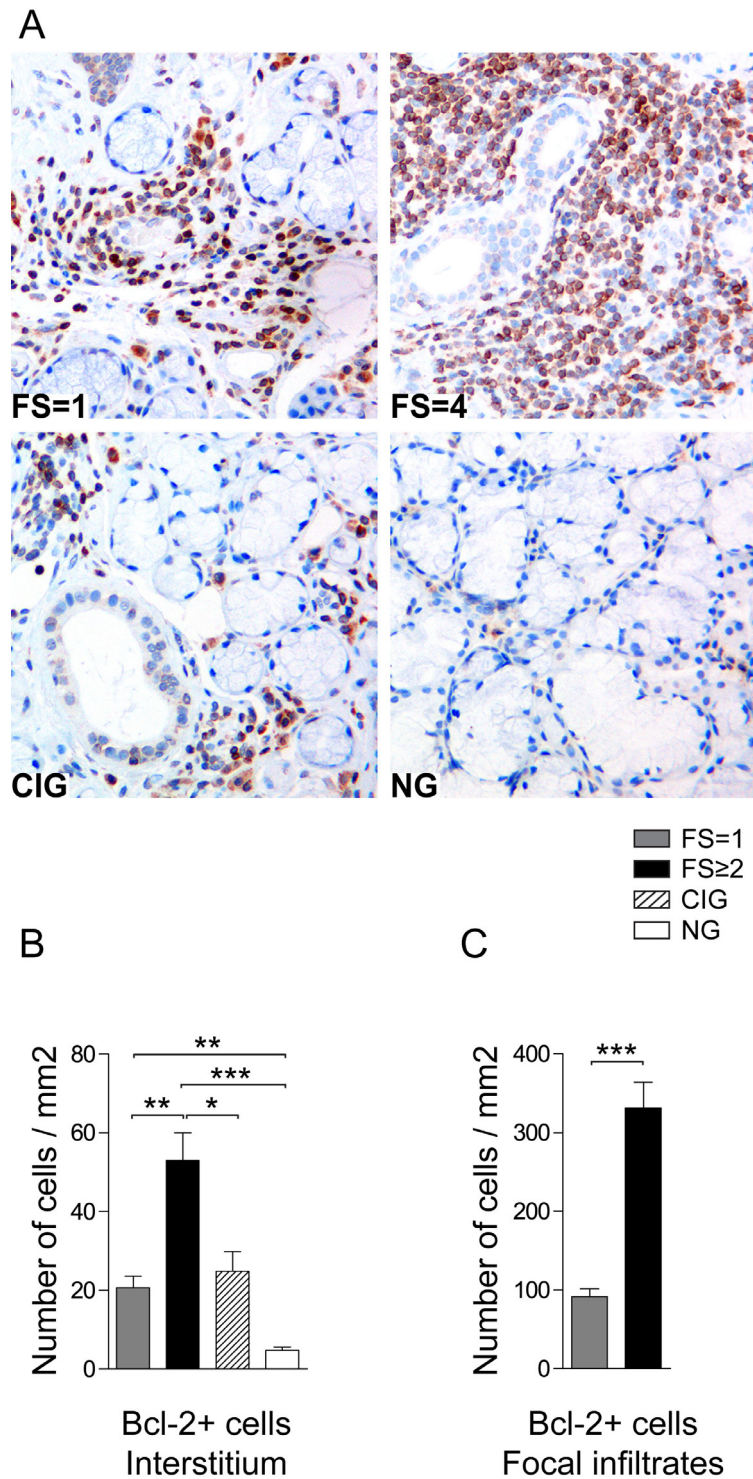 A
FS=1
FS=4
CIG
NG
FS=1
FS≥2
CIG
NG
B
C
Number of cells / mm2
80
60
40
20
0
**
***
**
*
Bcl-2+ cells
Interstitium
Number of cells / mm2
400
300
200
100
0
***
Bcl-2+ cells
Focal infiltrates